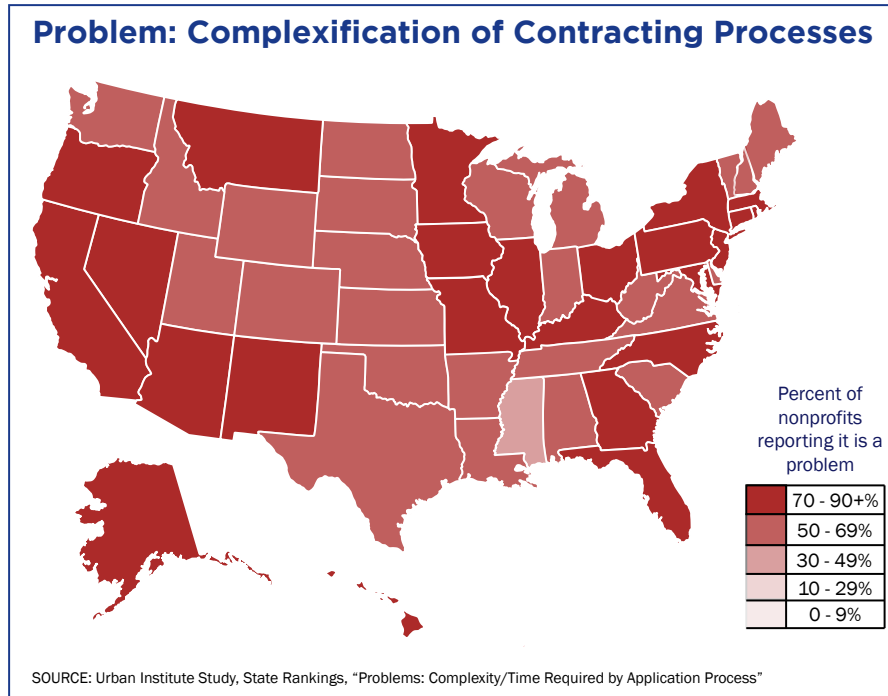 Problem: Complexification of Contracting Processes
Percent of
nonprofits
reporting it is a
problem
70 - 90+%
50 - 69%
30 - 49%
10 - 29%
0 - 9%
SOURCE: Urban Institute Study, State Rankings, “Problems: Complexity/Time Required by Application Process”